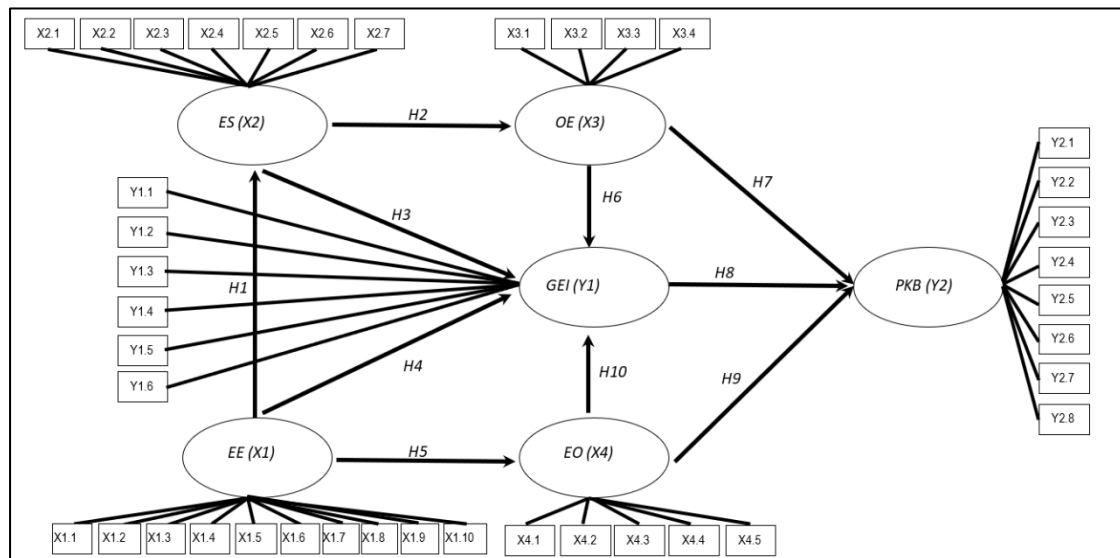 X2.1 X2.2 X2.3 X2.4 X2.5 X2.6 X2.7
X3.1 X3.2 X3.3 X3.4
ES (X2)
H2
OE (X3)
Y1.1
Y1.2
Y1.3
Y1.4
Y1.5
Y1.6
H1
H3
H4
H6
H7
GEI (Y1)
H8
PKB (Y2)
H10
H9
Y2.1
Y2.2
Y2.3
Y2.4
Y2.5
Y2.6
Y2.7
Y2.8
EE (X1)
H5
EO (X4)
X1.1 X1.2 X1.3 X1.4 X1.5 X1.6 X1.7 X1.8 X1.9 X1.10
X4.1 X4.2 X4.3 X4.4 X4.5